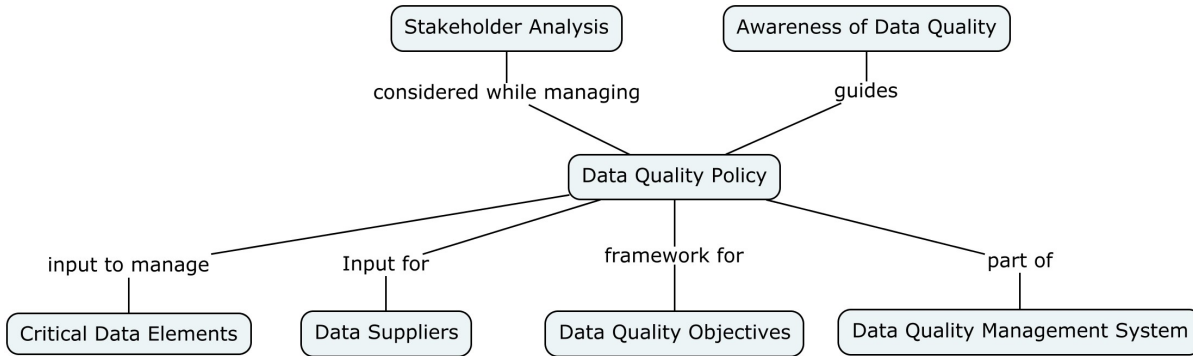 Stakeholder Analysis
Awareness of Data Quality
considered while managing
guides
Data Quality Policy
input to manage
Input for
framework for
part of
Critical Data Elements
Data Suppliers
Data Quality Objectives
Data Quality Management System